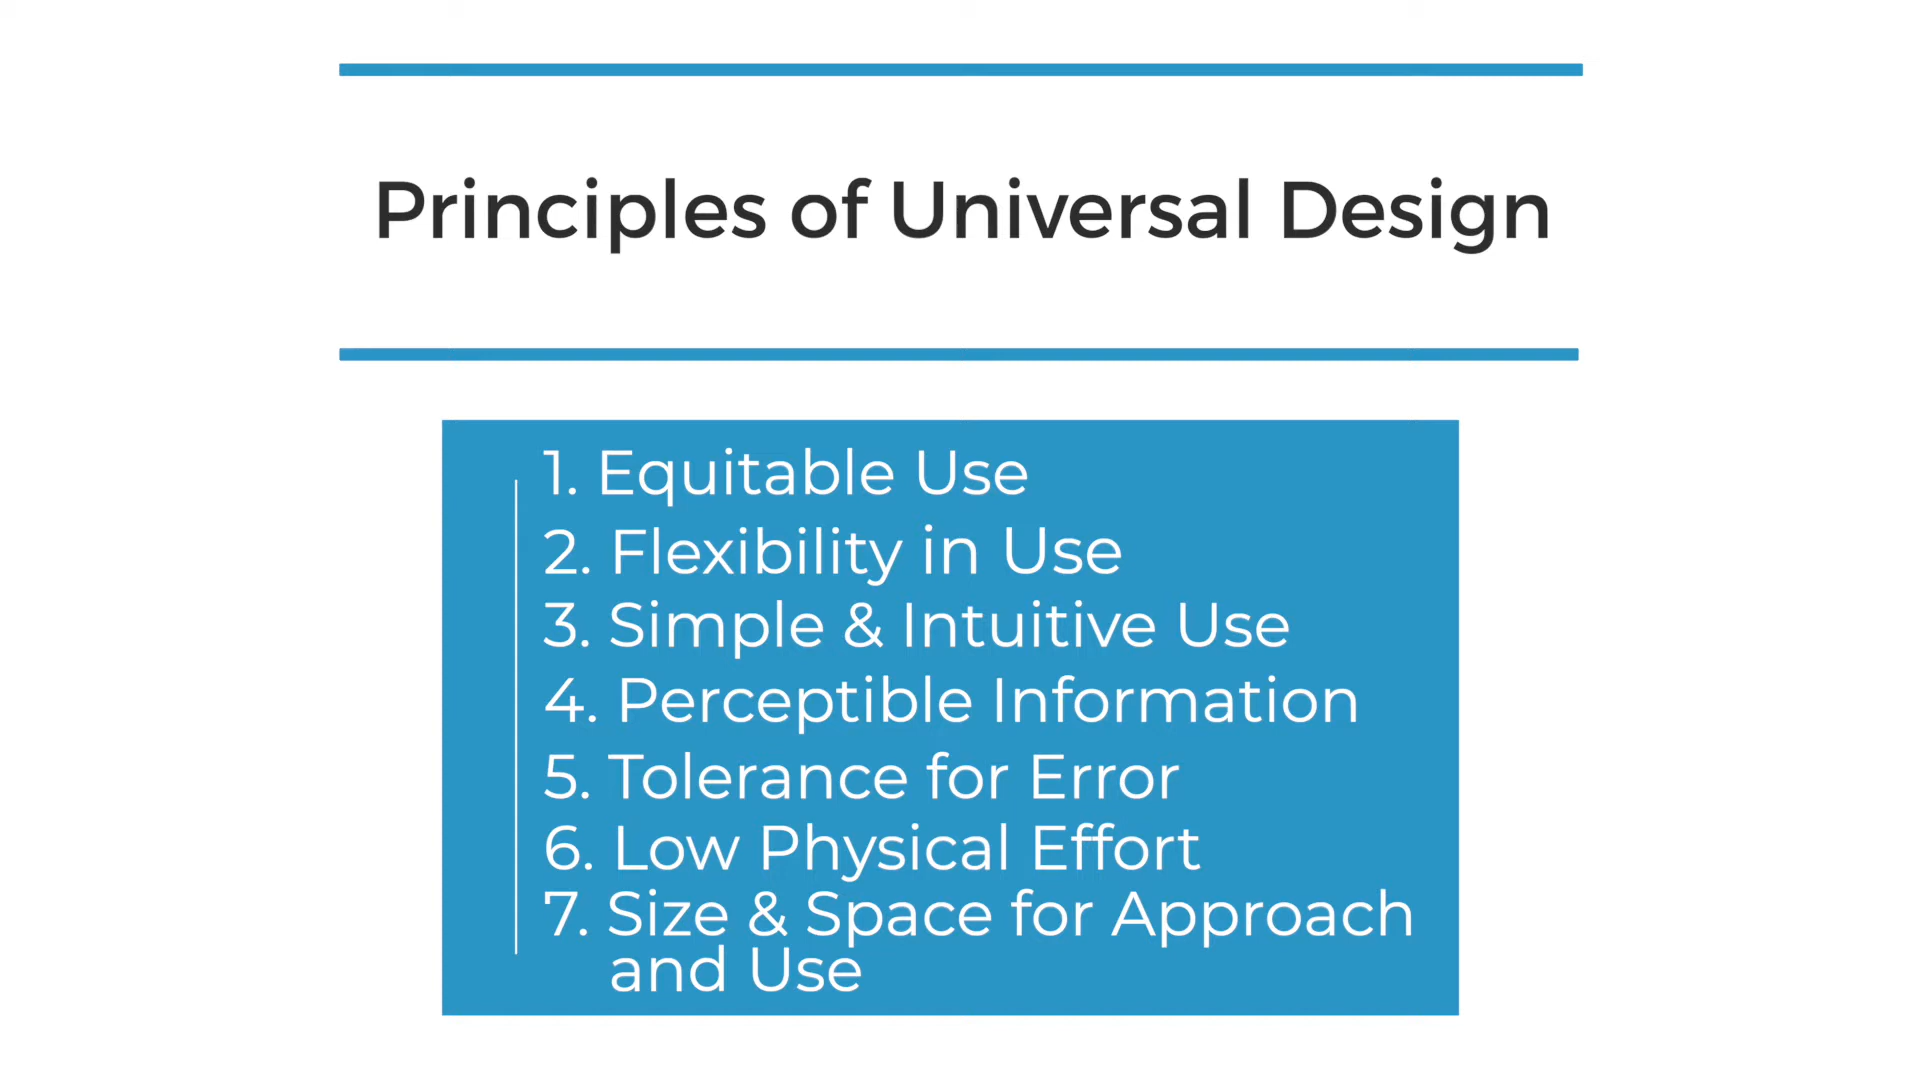 Principles of Universal Design
1. Equitable Use
2. Flexibility in Use
3. Simple & Intuitive Use
4. Perceptible Information
5. Tolerance for Error
6. Low Physical Effort
7. Size & Space for Approach
and Use